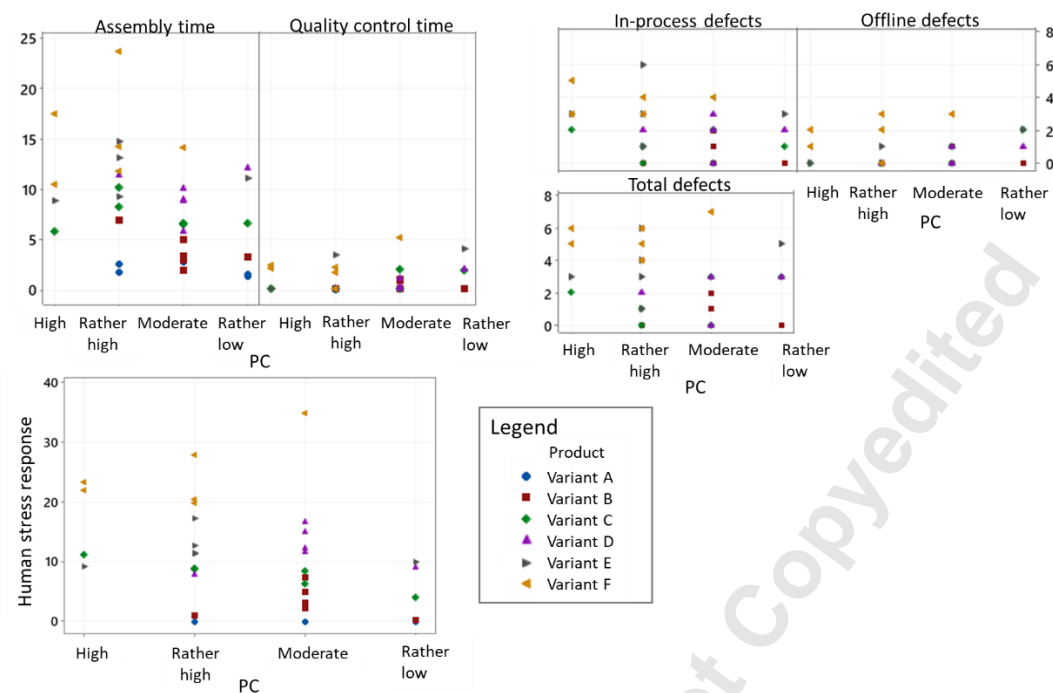 Assembly time
Quality control time
25
20
15
10
5
0
High
Rather
high
Moderate
Rather
low
High
Rather
high
Moderate
Rather
low
PC
In-process defects
Offline defects
8
6
4
2
0
Total defects
6
4
2
0
High
Rather
high
Moderate
Rather
low
PC
High
Rather
high
Moderate
Rather
low
PC
Human stress response
40
30
20
10
0
High
Rather
high
Moderate
Rather
low
PC
Legend
Product
Variant A
Variant B
Variant C
Variant D
Variant E
Variant F
t Copyedited